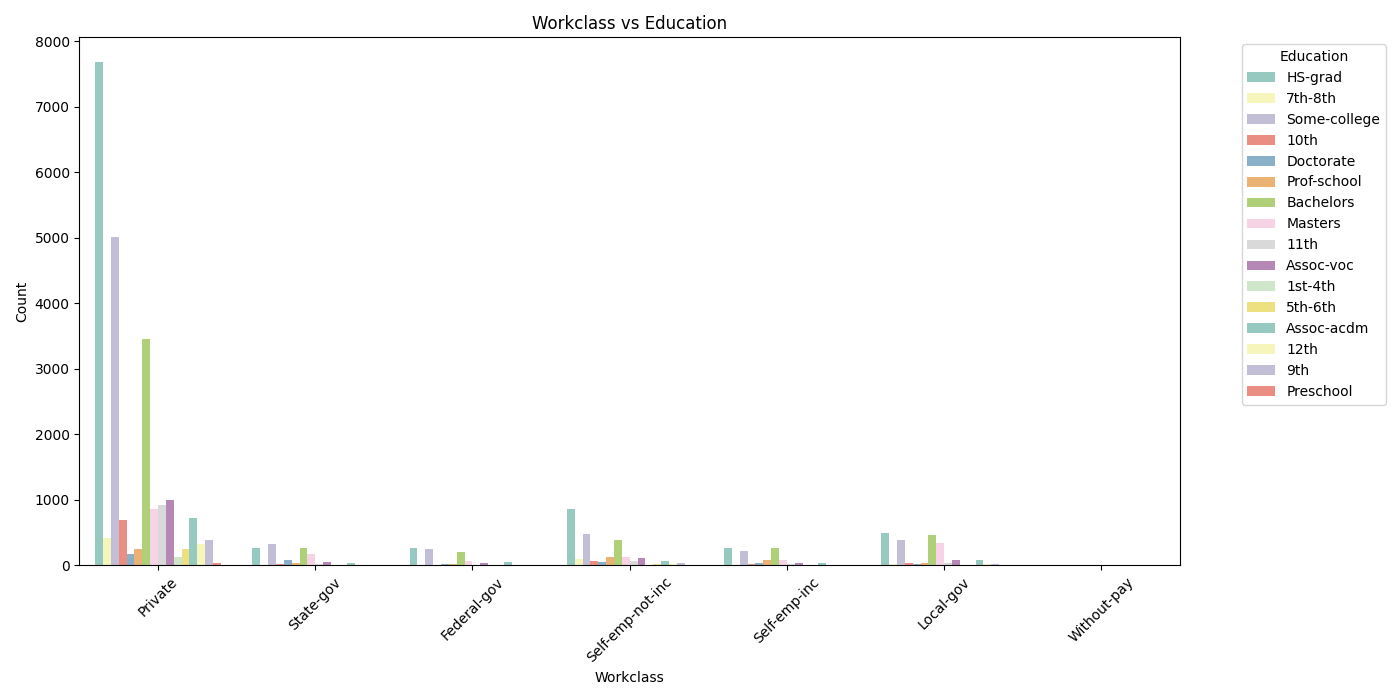 Workclass vs Education
8000
7000
6000
5000
4000
3000
2000
1000
0
Count
Private
State-gov
Federal-gov
Self-emp-not-inc
Self-emp-inc
Local-gov
Without-pay
Workclass
Education
HS-grad
7th-8th
Some-college
10th
Doctorate
Prof-school
Bachelors
Masters
11th
Assoc-voc
1st-4th
5th-6th
Assoc-acdm
12th
9th
Preschool